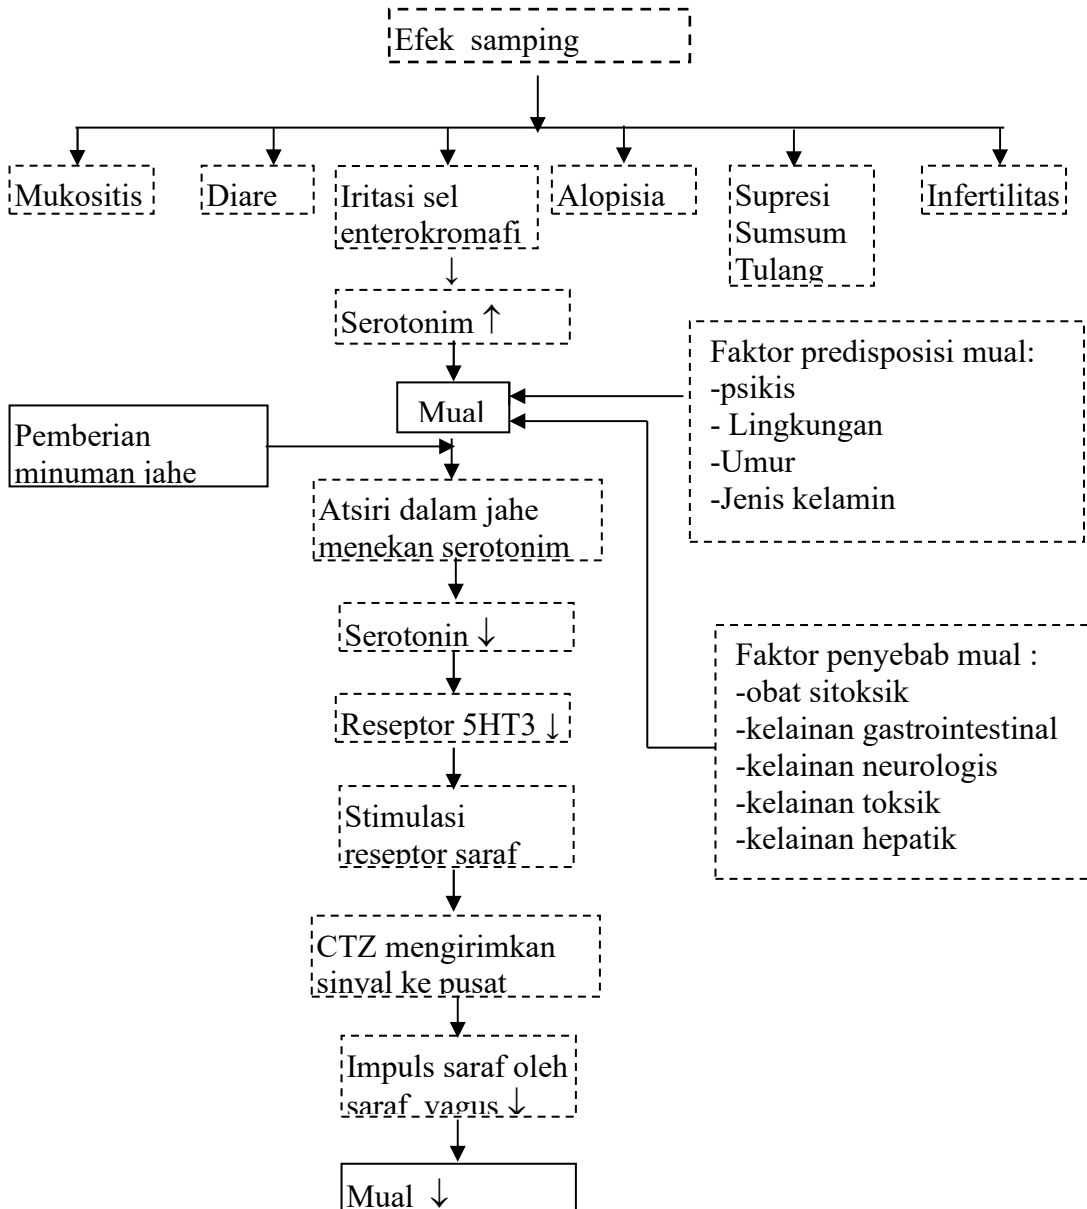 Efek samping
Mukositis
Diare
Iritasi sel
enterokromafi
Alopisia
Supresi
Sumsum
Tulang
Infertilitas
↓
Serotonim ↑
Faktor predisposisi mual:
-psikis
- Lingkungan
-Umur
-Jenis kelamin
Mual
Pemberian
minuman jahe
Atsiri dalam jahe
menekan serotonim
Serotonin ↓
Faktor penyebab mual :
-obat sitoksik
-kelainan gastrointestinal
-kelainan neurologis
-kelainan toksik
-kelainan hepatik
Reseptor 5HT3 ↓
Stimulasi
reseptor saraf
CTZ mengirimkan
sinyal ke pusat
Impuls saraf oleh
saraf vagus ↓
Mual ↓